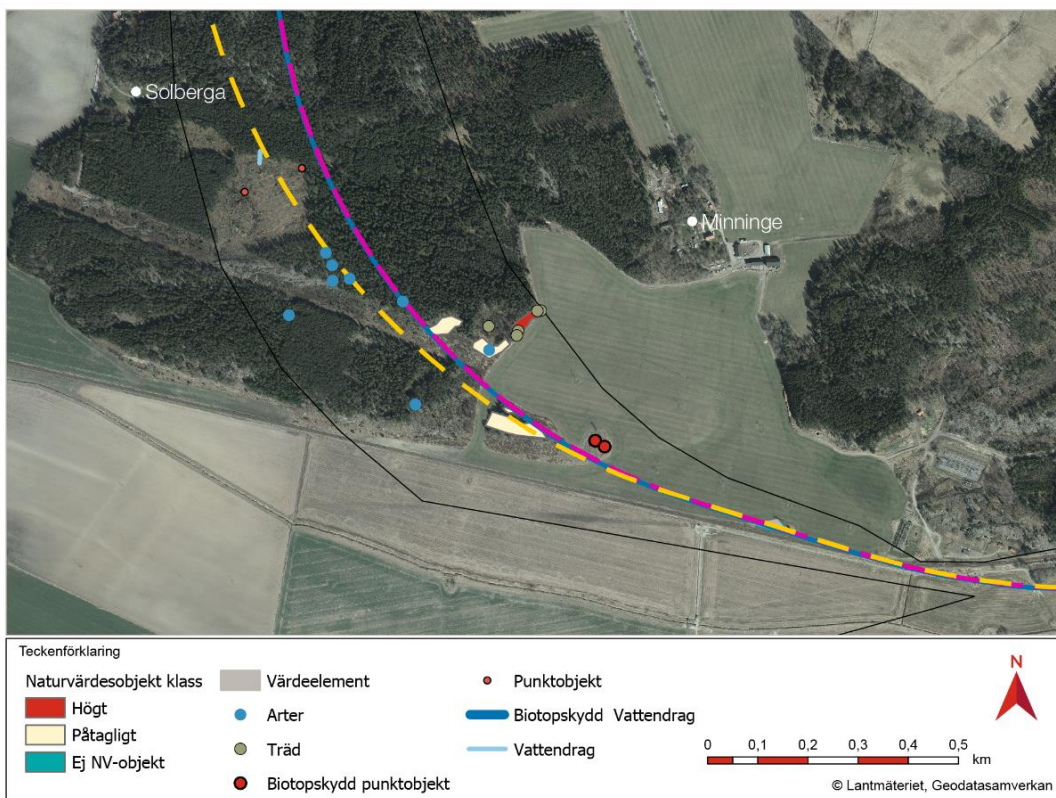 Solberga
Minninge
Teckenförklaring
Naturvärdesobjekt klass
Högt
Påtagligt
Ej NV-objekt
Värdeelement
Arter
Träd
Biotopskydd punktobjekt
Punktobjekt
Biotopskydd Vattendrag
Vattendrag
N
0 0,1 0,2 0,3 0,4 0,5
km
© Lantmäteriet, Geodatasamverkan